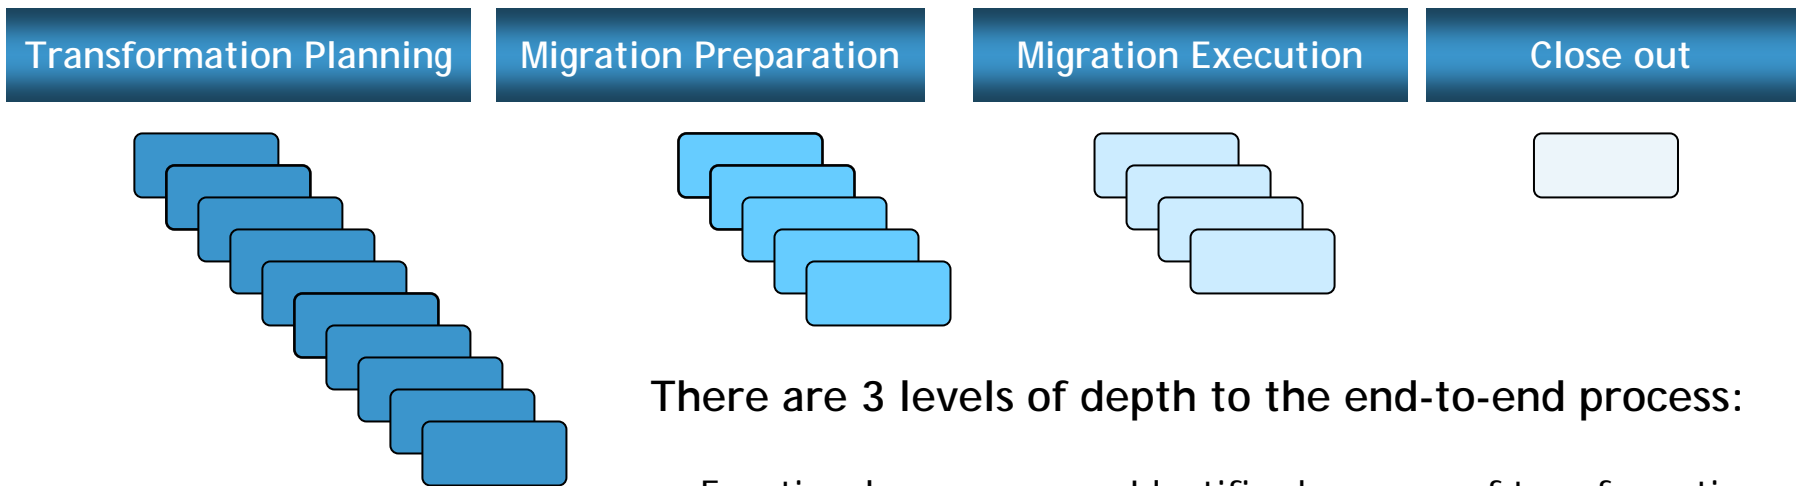 Transformation Planning
Migration Preparation
Migration Execution
Close out
There are 3 levels of depth to the end-to-end process: